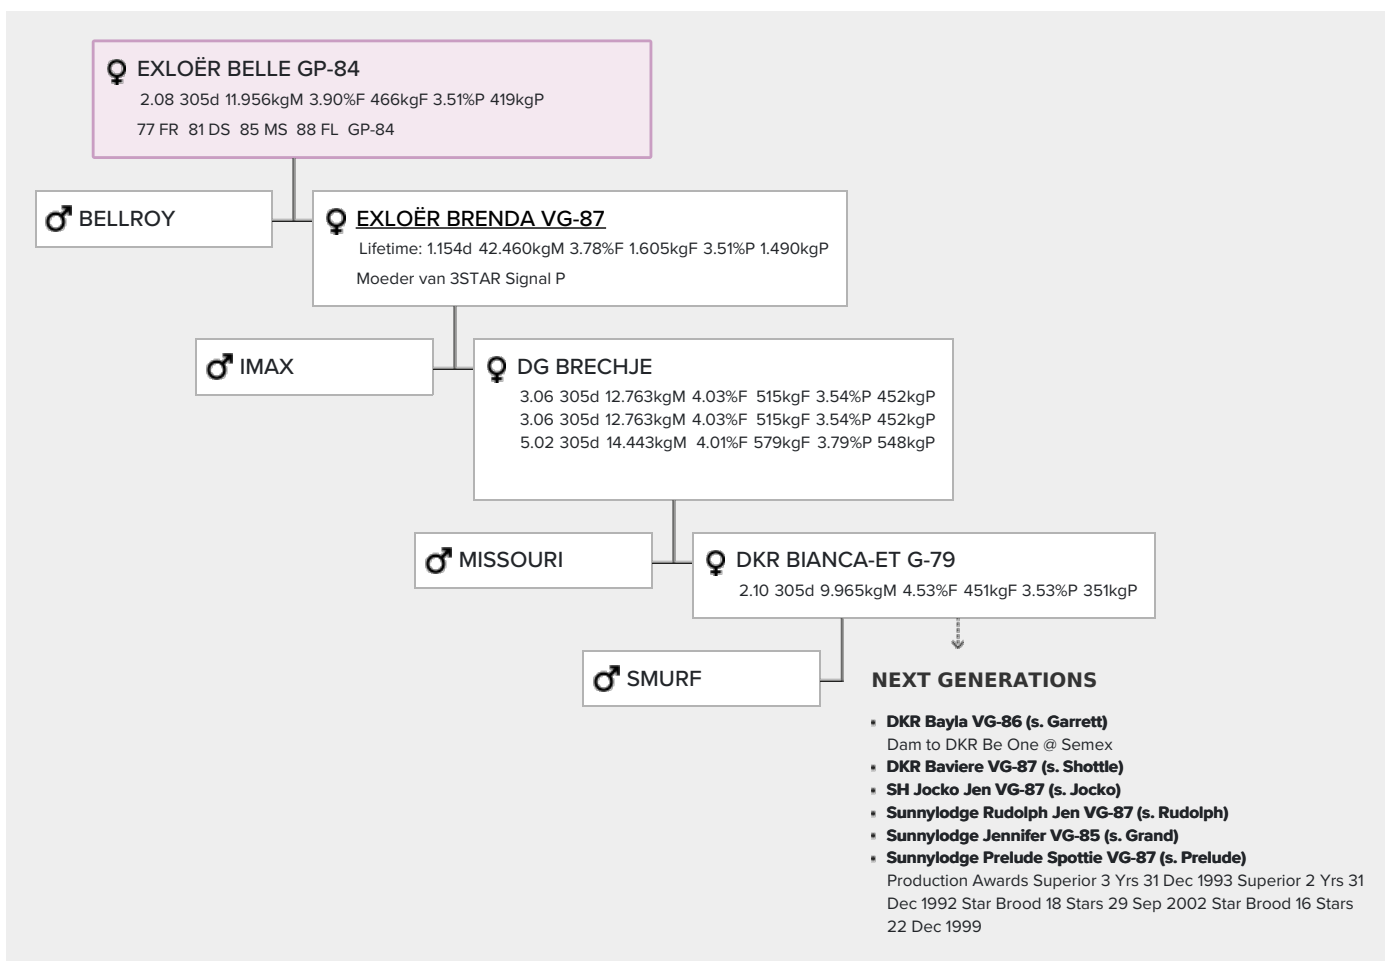 EXLOËR BELLE GP-84
2.08 305d 11.956kgM 3.90%F 466kgF 3.51%P 419kgP
77 FR 81 DS 85 MS 88 FL GP-84
BELLROY
EXLOËR BRENDA VG-87
Lifetime: 1.154d 42.460kgM 3.78%F 1.605kgF 3.51%P 1.490kgP
Moeder van 3STAR Signal P
IMAX
DG BRECHJE
3.06 305d 12.763kgM 4.03%F 515kgF 3.54%P 452kgP
3.06 305d 12.763kgM 4.03%F 515kgF 3.54%P 452kgP
5.02 305d 14.443kgM 4.01%F 579kgF 3.79%P 548kgP
MISSOURI
DKR BIANCA-ET G-79
2.10 305d 9.965kgM 4.53%F 451kgF 3.53%P 351kgP
SMURF
NEXT GENERATIONS
DKR Bayla VG-86 (s. Garrett)
Dam to DKR Be One @ Semex
DKR Baviere VG-87 (s. Shottle)
SH Jocko Jen VG-87 (s. Jocko)
Sunnylodge Rudolph Jen VG-87 (s. Rudolph)
Sunnylodge Jennifer VG-85 (s. Grand)
Sunnylodge Prelude Spottie VG-87 (s. Prelude)
Production Awards Superior 3 Yrs 31 Dec 1993 Superior 2 Yrs 31
Dec 1992 Star Brood 18 Stars 29 Sep 2002 Star Brood 16 Stars
22 Dec 1999